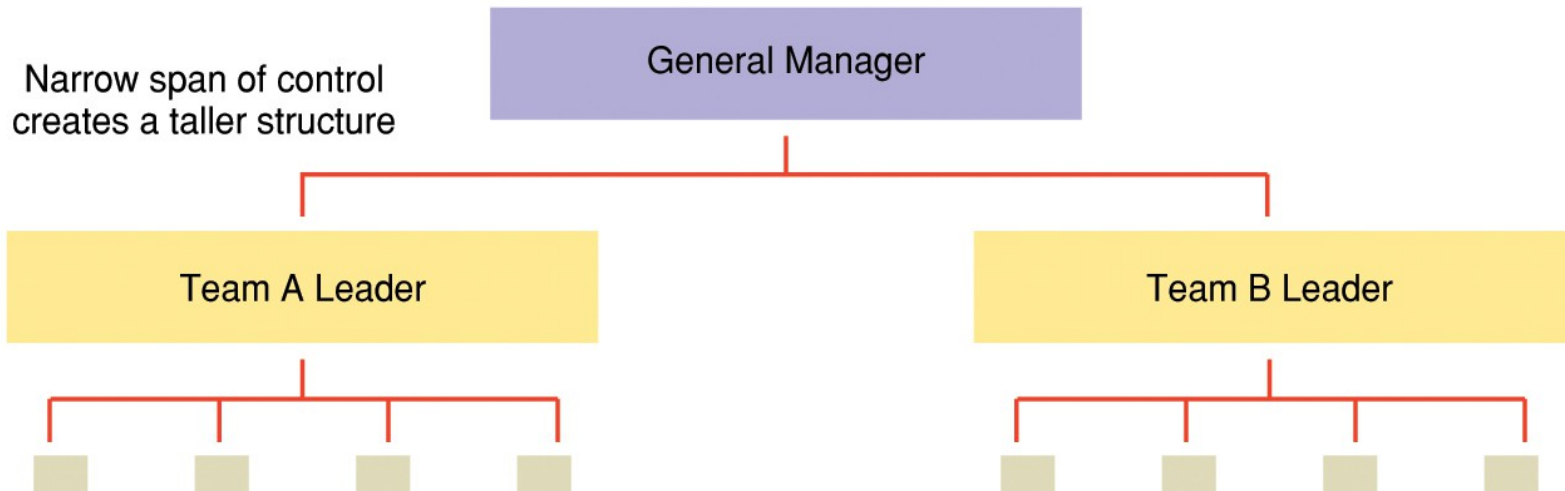 General Manager
Narrow span of control
creates a taller structure
Team A Leader
Team B Leader